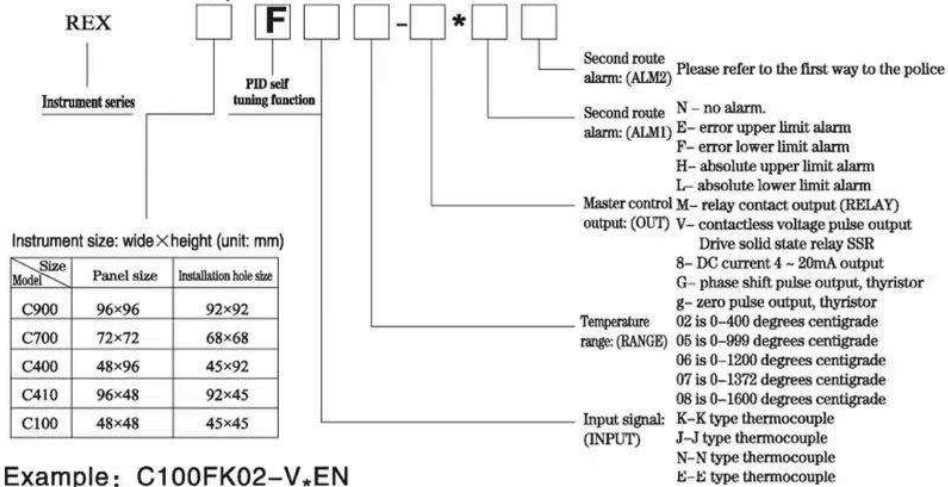 REX F - *
Instrument series
PID self
tuning function
Second route
alarm: (ALM2) Please refer to the first way to the police
Second route
alarm: (ALM1)
N – no alarm.
E– error upper limit alarm
F– error lower limit alarm
H– absolute upper limit alarm
L– absolute lower limit alarm
Master control
output: (OUT)
M– relay contact output (RELAY)
V– contactless voltage pulse output
Drive solid state relay SSR
8– DC current 4 ~ 20mA output
G– phase shift pulse output, thyristor
g– zero pulse output, thyristor
Temperature
range: (RANGE)
02 is 0–400 degrees centigrade
05 is 0–999 degrees centigrade
06 is 0–1200 degrees centigrade
07 is 0–1372 degrees centigrade
08 is 0–1600 degrees centigrade
Input signal:
(INPUT)
K–K type thermocouple
J–J type thermocouple
N–N type thermocouple
E–E type thermocouple
Instrument size: wide×height (unit: mm)
Size
Model Panel size Installation hole size
C900 96×96 92×92
C700 72×72 68×68
C400 48×96 45×92
C410 96×48 92×45
C100 48×48 45×45
Example: C100FK02–V*EN